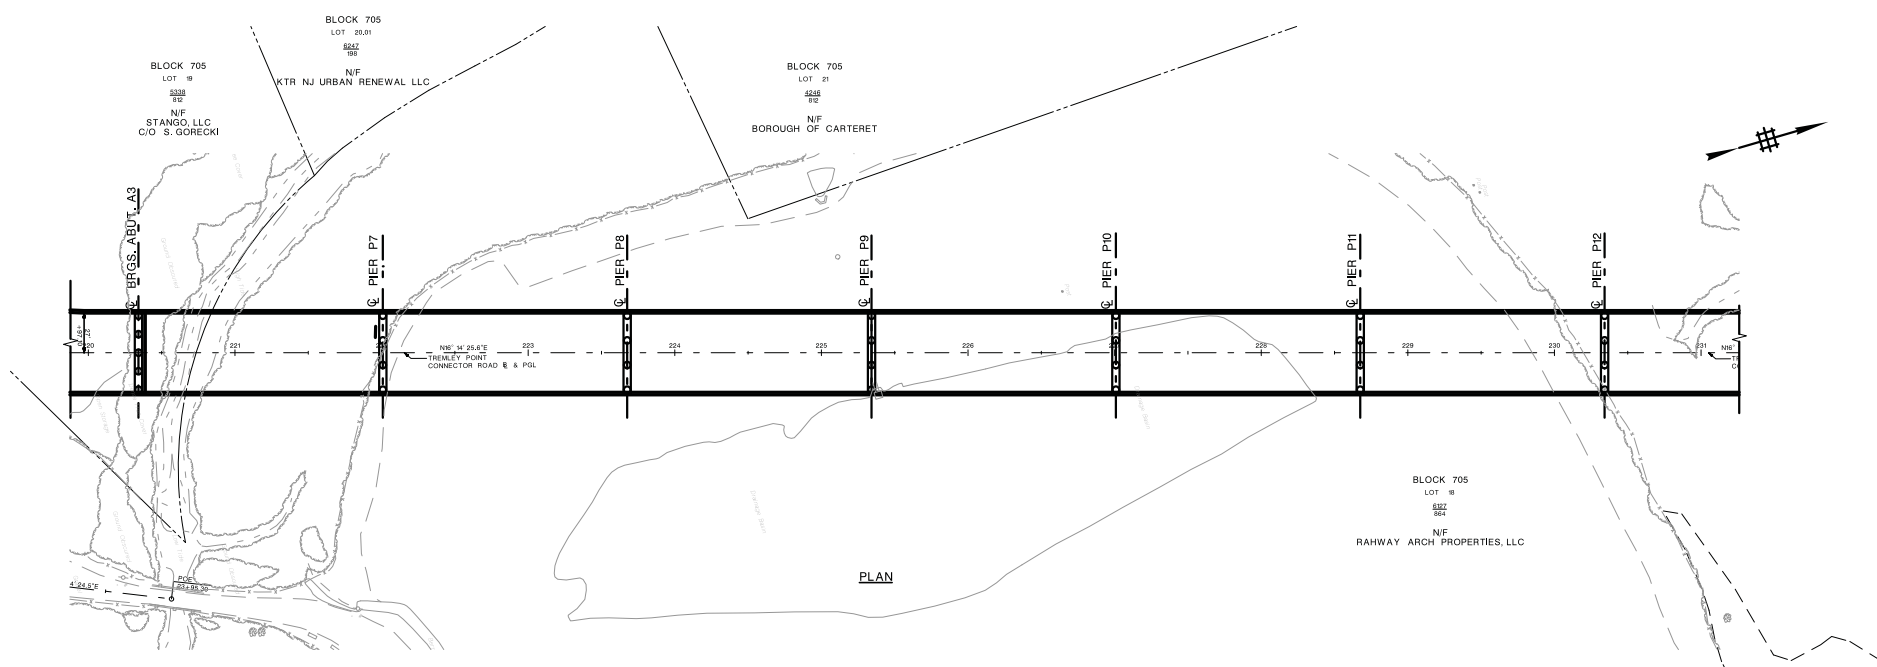 BLOCK 705
LOT 20.01
6247
198
N/F
KTR NJ URBAN RENEWAL LLC
BLOCK 705
LOT 19
5338
812
N/F
STANGO, LLC
C/O S. GORECKI
BLOCK 705
LOT 21
4246
812
N/F
BOROUGH OF CARTERET
℄ BRGS. ABUT. A3
℄ PIER P7
℄ PIER P8
℄ PIER P9
℄ PIER P10
℄ PIER P11
℄ PIER P12
221
223
224
225
226
228
229
230
231
N16° 14' 25.6"E
TREMLEY POINT
CONNECTOR ROAD ℄ & PGL
N16°
BLOCK 705
LOT 18
6127
864
N/F
RAHWAY ARCH PROPERTIES, LLC
Drainage Basin
PLAN
4' 24.5"E
POE